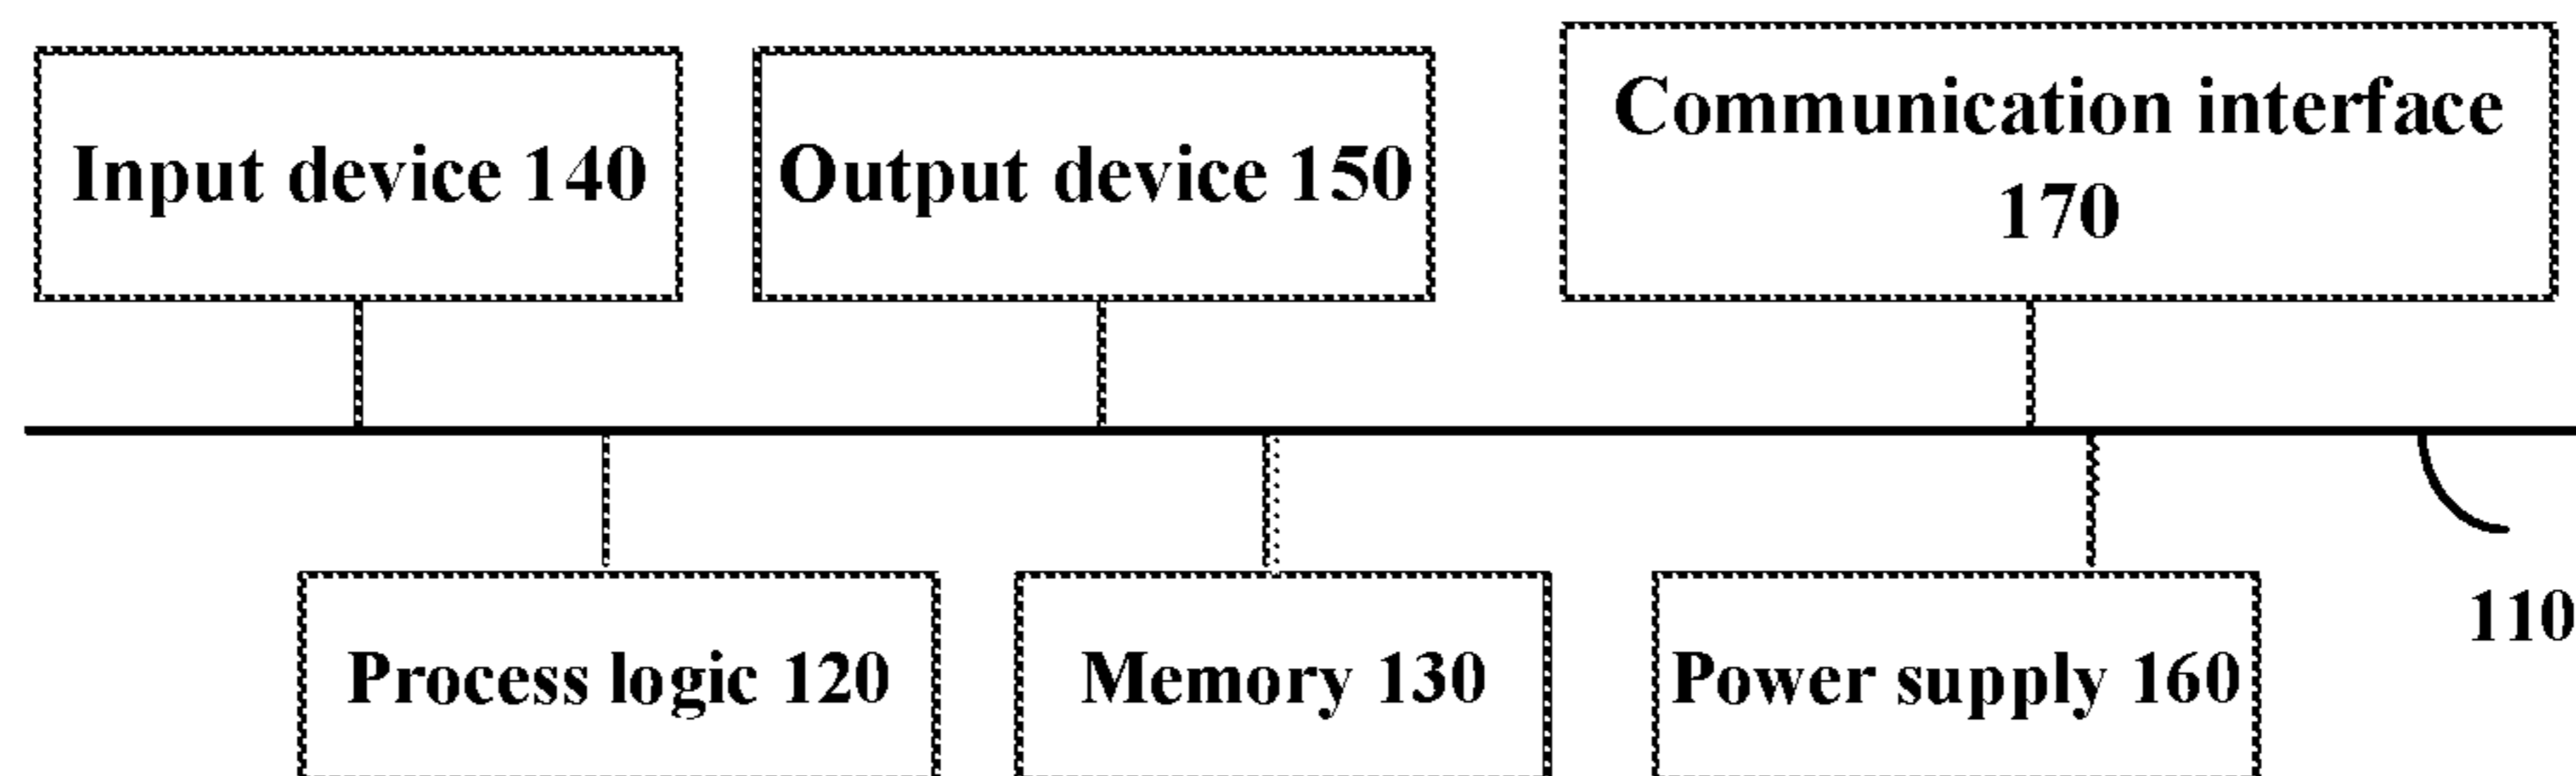 Input device 140
Output device 150
Communication interface
170
Process logic 120
Memory 130
Power supply 160
110